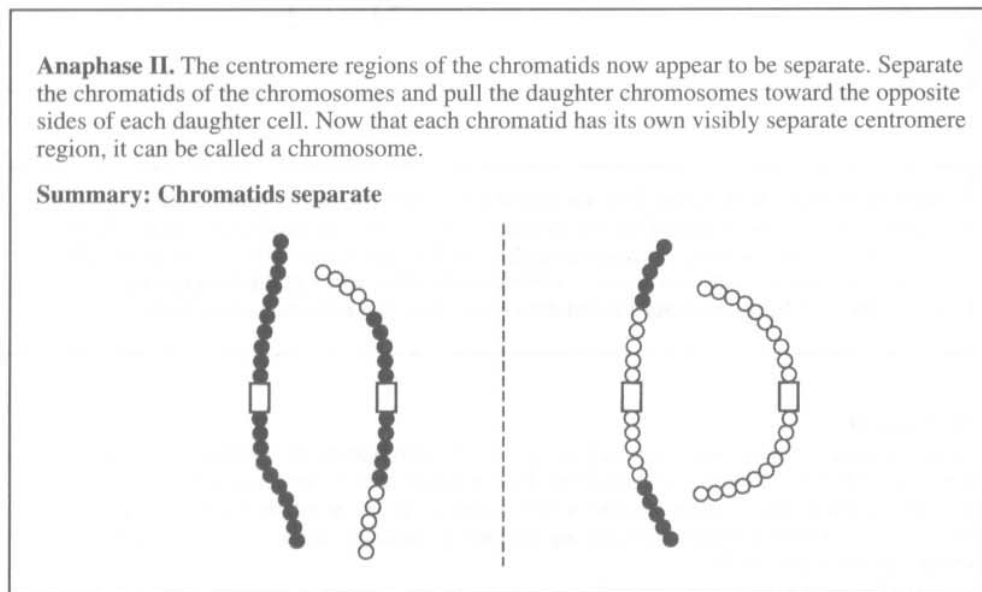 Anaphase II. The centromere regions of the chromatids now appear to be separate. Separate
the chromatids of the chromosomes and pull the daughter chromosomes toward the opposite
sides of each daughter cell. Now that each chromatid has its own visibly separate centromere
region, it can be called a chromosome.
Summary: Chromatids separate